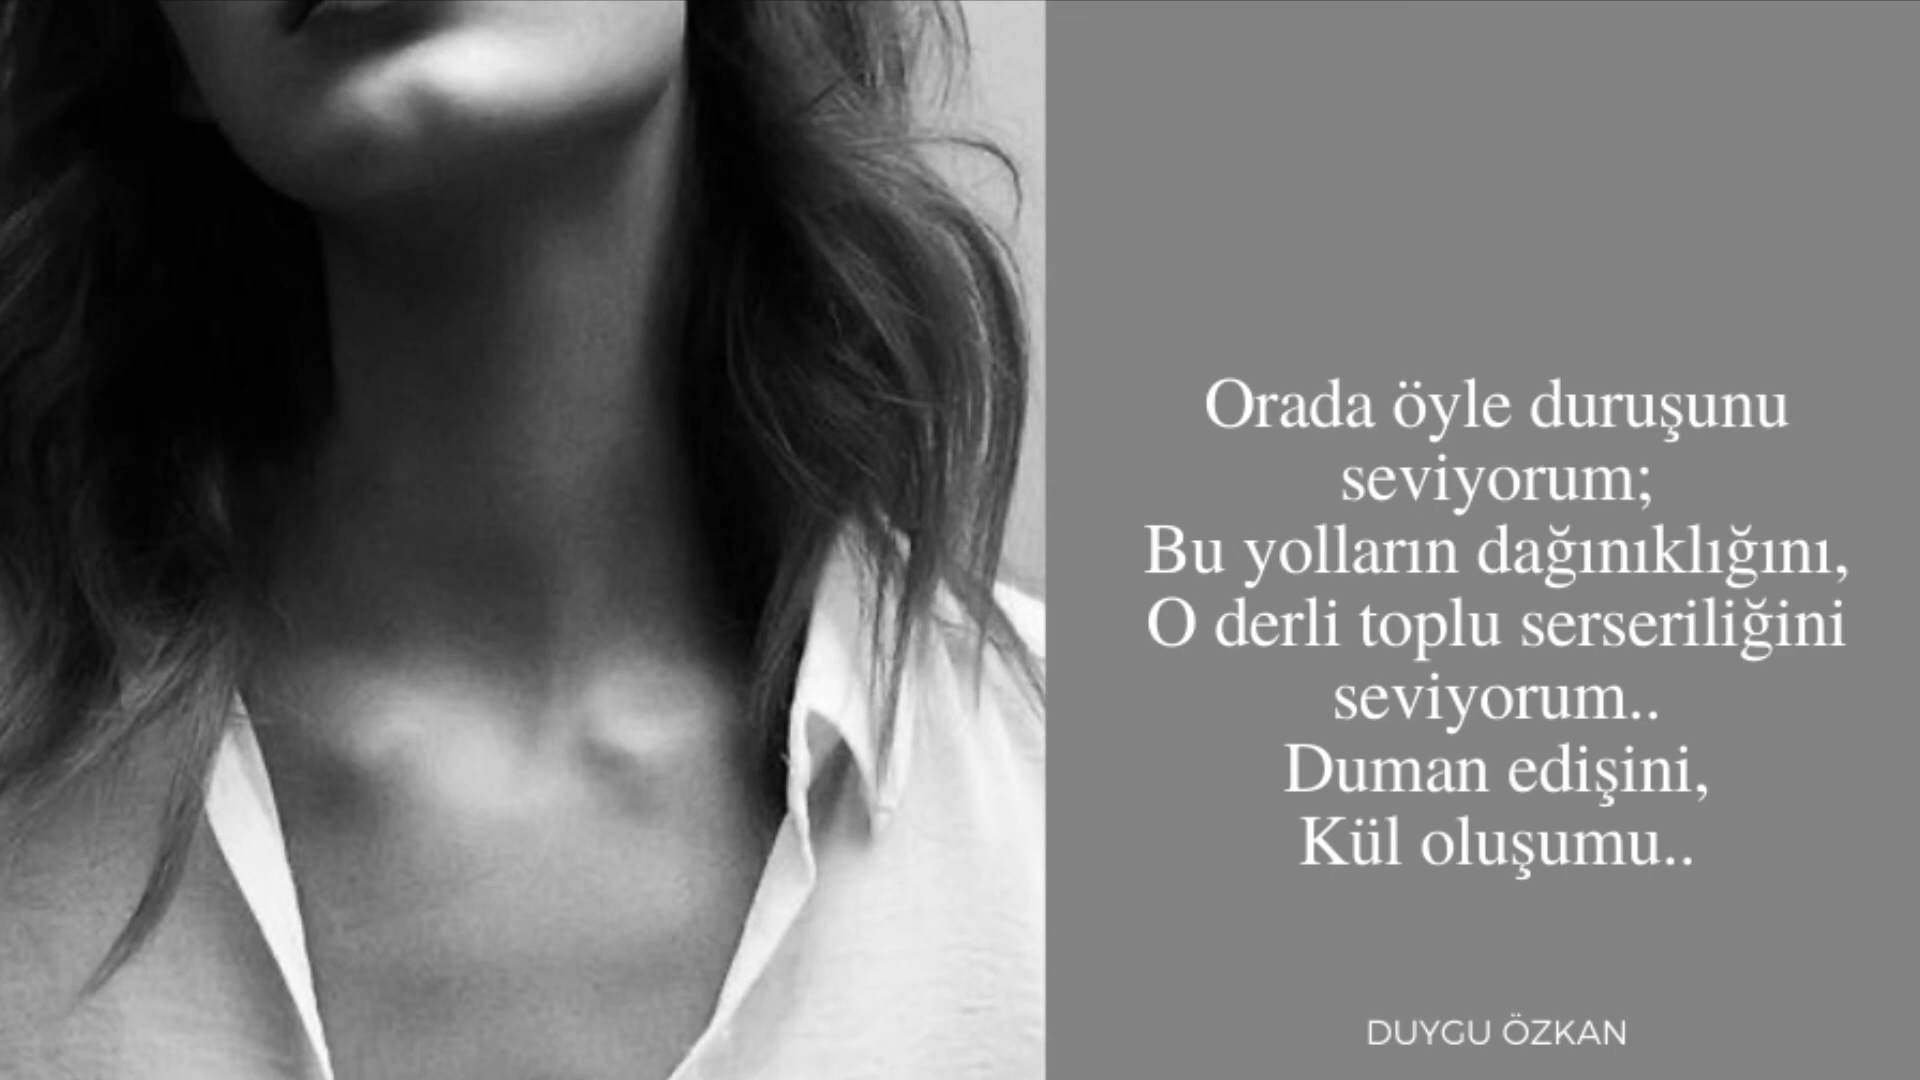 Orada öyle duruşunu
seviyorum;
Bu yolların dağınıklığını,
O derli toplu serseriliğini
seviyorum..
Duman edişini,
Kül oluşumu..
DUYGU ÖZKAN